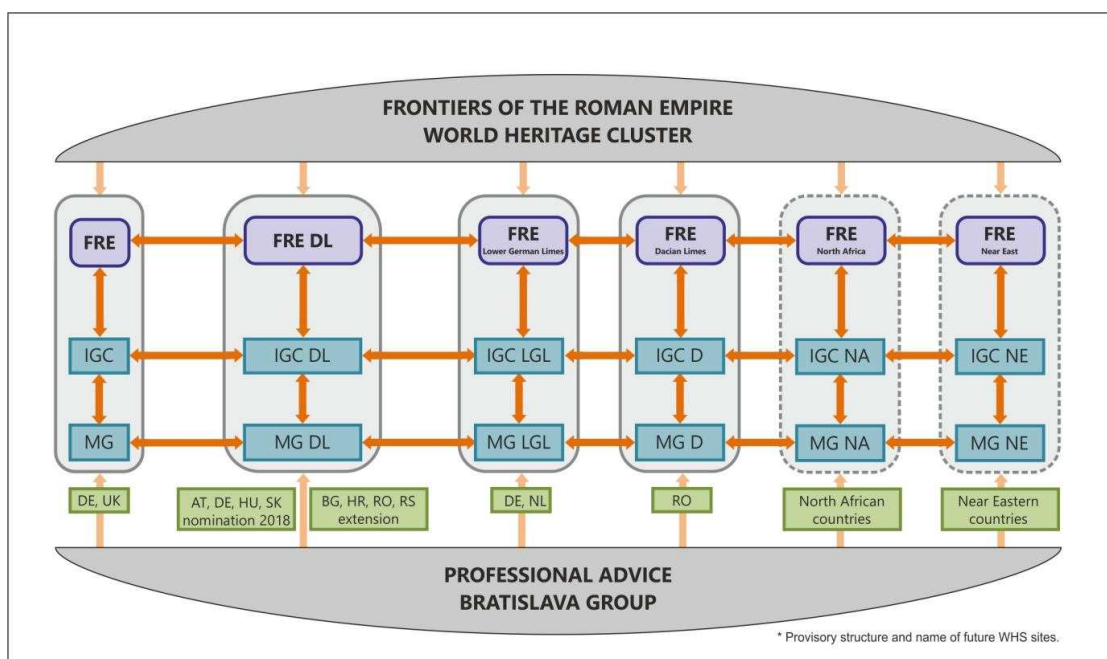 FRONTIERS OF THE ROMAN EMPIRE
WORLD HERITAGE CLUSTER
FRE
FRE DL
FRE
Lower German Limes
FRE
Dacian Limes
FRE
North Africa
FRE
Near East
IGC
IGC DL
IGC LGL
IGC D
IGC NA
IGC NE
MG
MG DL
MG LGL
MG D
MG NA
MG NE
DE, UK
AT, DE, HU, SK
nomination 2018
BG, HR, RO, RS
extension
DE, NL
RO
North African
countries
Near Eastern
countries
PROFESSIONAL ADVICE
BRATISLAVA GROUP
* Provisory structure and name of future WHS sites.